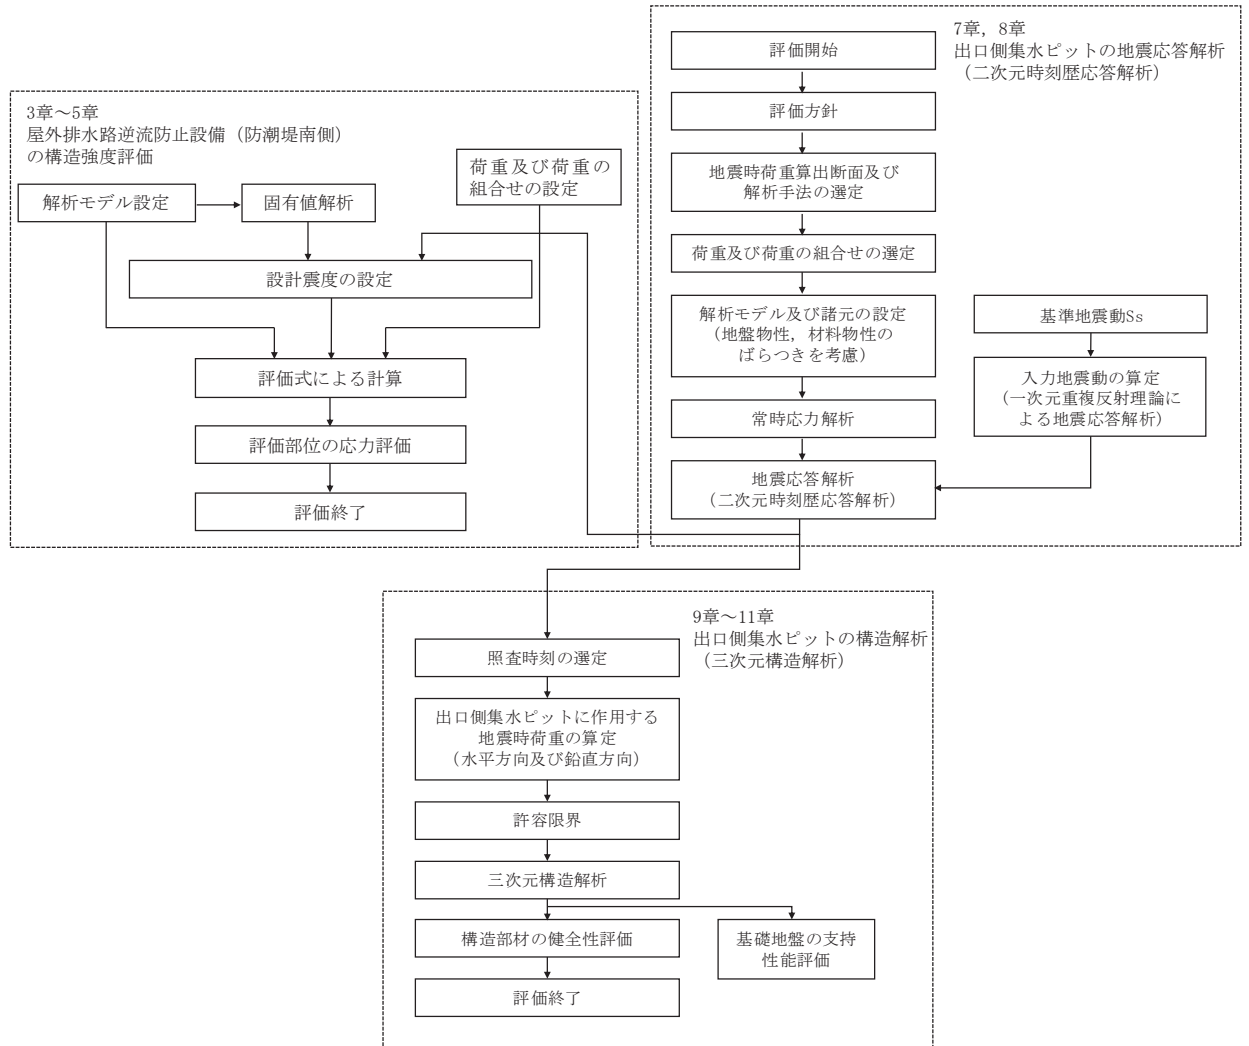 7章，8章
出口側集水ピットの地震応答解析
（二次元時刻歴応答解析）
評価開始
評価方針
地震時荷重算出断面及び
解析手法の選定
荷重及び荷重の組合せの選定
解析モデル及び諸元の設定
（地盤物性，材料物性の
ばらつきを考慮）
常時応力解析
地震応答解析
（二次元時刻歴応答解析）
基準地震動Ss
入力地震動の算定
（一次元重複反射理論に
よる地震応答解析）
3章～5章
屋外排水路逆流防止設備（防潮堤南側）
の構造強度評価
荷重及び荷重の
組合せの設定
解析モデル設定
固有値解析
設計震度の設定
評価式による計算
評価部位の応力評価
評価終了
9章～11章
出口側集水ピットの構造解析
（三次元構造解析）
照査時刻の選定
出口側集水ピットに作用する
地震時荷重の算定
（水平方向及び鉛直方向）
許容限界
三次元構造解析
構造部材の健全性評価
基礎地盤の支持
性能評価
評価終了